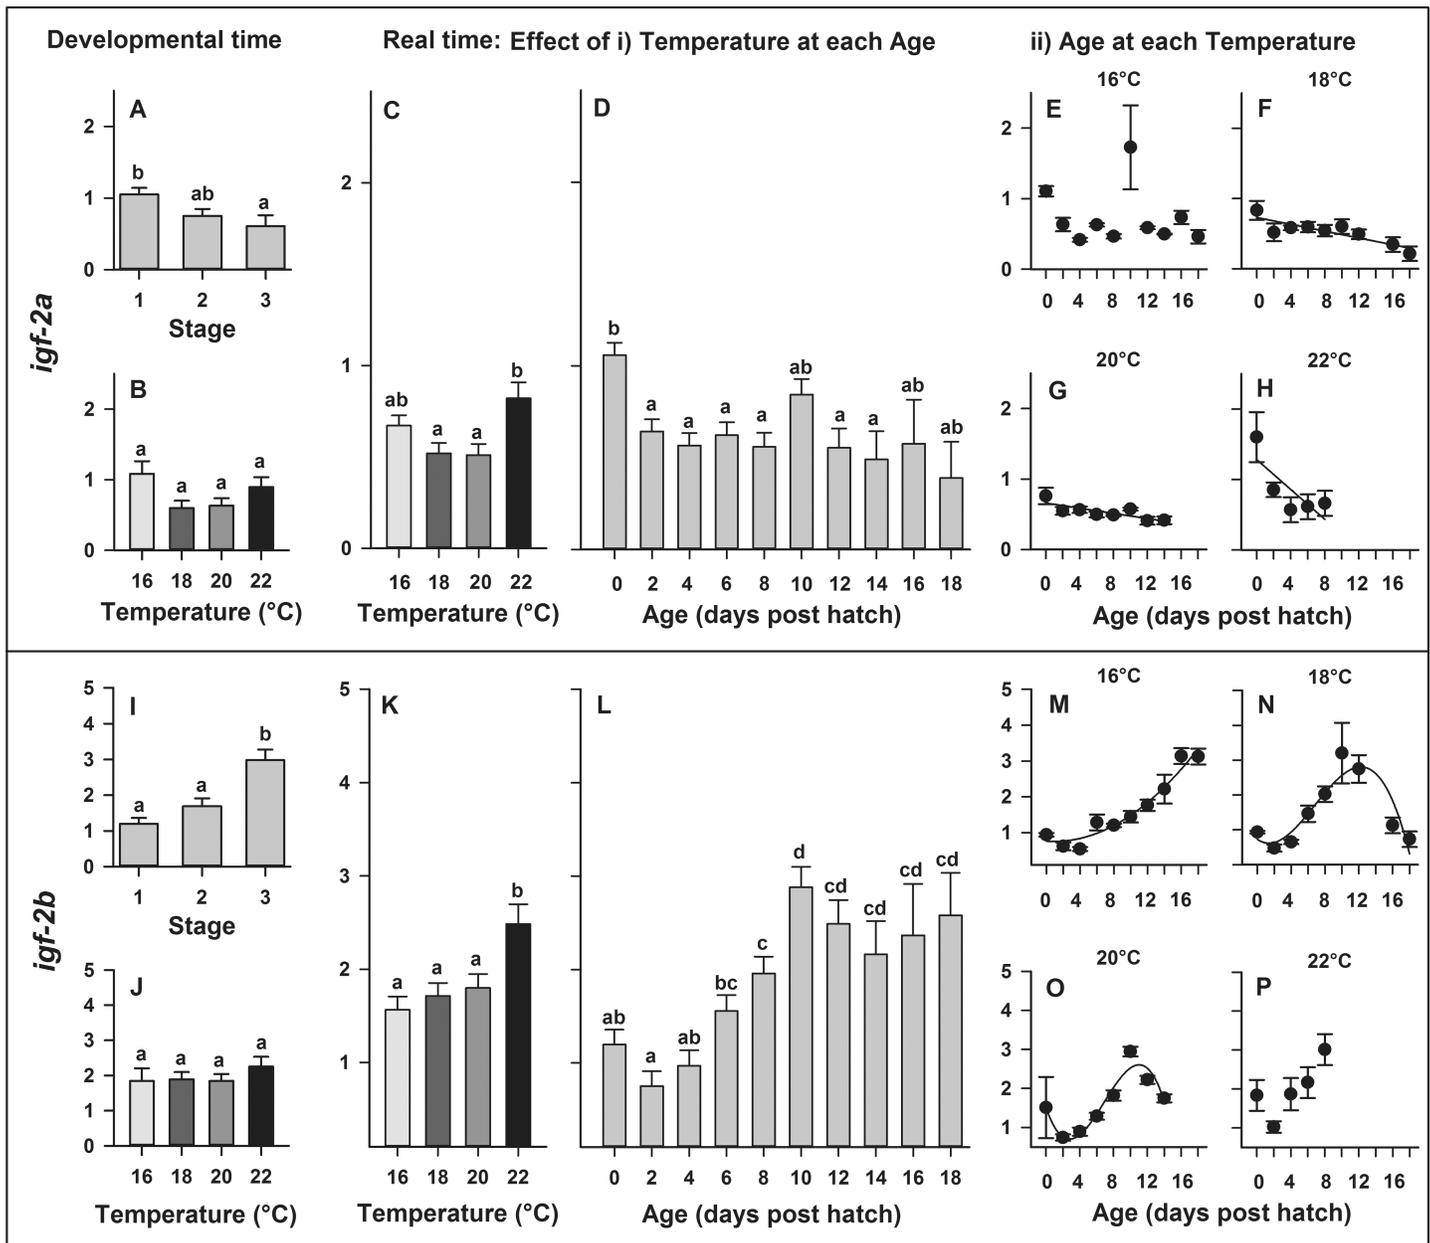 Developmental time
Real time: Effect of i) Temperature at each Age
ii) Age at each Temperature
igf-2a
A
2
1
0
b
ab
a
1
2
3
Stage
B
2
1
0
a
a
a
a
16
18
20
22
Temperature (°C)
C
2
1
0
ab
a
a
b
16
18
20
22
Temperature (°C)
D
b
a
a
a
a
ab
a
a
ab
ab
0
2
4
6
8
10
12
14
16
18
Age (days post hatch)
16°C
E
2
1
0
0
4
8
12
16
18°C
F
0
4
8
12
16
20°C
G
2
1
0
0
4
8
12
16
22°C
H
0
4
8
12
16
Age (days post hatch)
igf-2b
I
5
4
3
2
1
0
a
a
b
1
2
3
Stage
J
5
4
3
2
1
0
a
a
a
a
16
18
20
22
Temperature (°C)
K
5
4
3
2
1
a
a
a
b
16
18
20
22
Temperature (°C)
L
ab
a
ab
bc
c
d
cd
cd
cd
cd
0
2
4
6
8
10
12
14
16
18
Age (days post hatch)
16°C
M
5
4
3
2
1
0
4
8
12
16
18°C
N
0
4
8
12
16
20°C
O
5
4
3
2
1
0
4
8
12
16
22°C
P
0
4
8
12
16
Age (days post hatch)